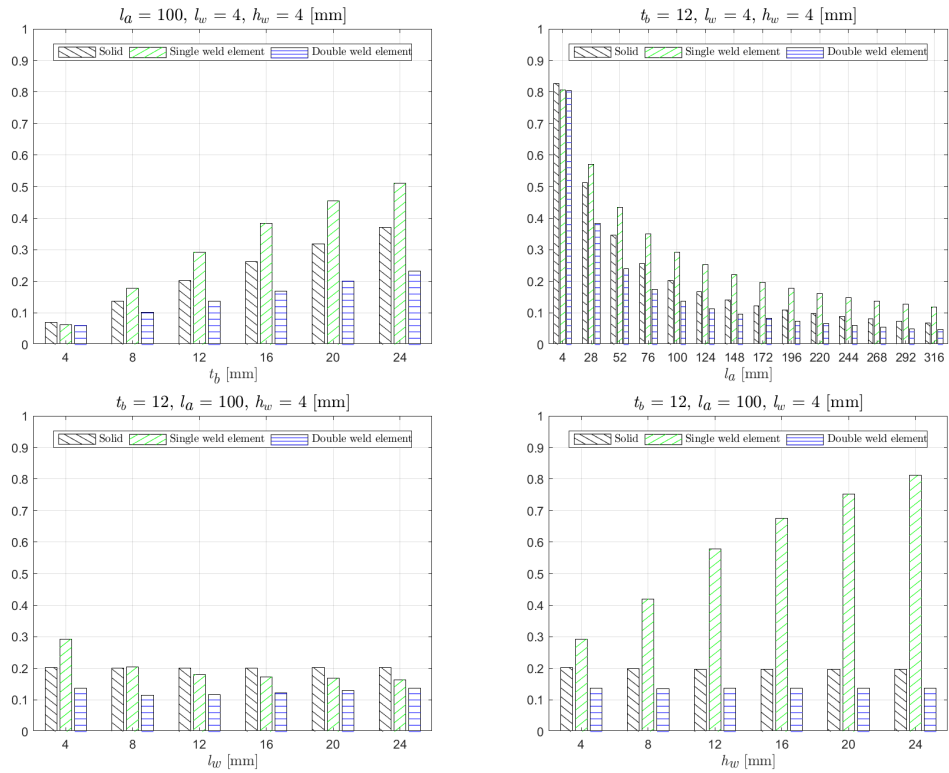 l_a = 100, l_w = 4, h_w = 4 [mm]
Solid Single weld element Double weld element
1
0.9
0.8
0.7
0.6
0.5
0.4
0.3
0.2
0.1
0
4 8 12 16 20 24
t_b [mm]
t_b = 12, l_w = 4, h_w = 4 [mm]
Solid Single weld element Double weld element
1
0.9
0.8
0.7
0.6
0.5
0.4
0.3
0.2
0.1
0
4 28 52 76 100 124 148 172 196 220 244 268 292 316
l_a [mm]
t_b = 12, l_a = 100, h_w = 4 [mm]
Solid Single weld element Double weld element
1
0.9
0.8
0.7
0.6
0.5
0.4
0.3
0.2
0.1
0
4 8 12 16 20 24
l_w [mm]
t_b = 12, l_a = 100, l_w = 4 [mm]
Solid Single weld element Double weld element
1
0.9
0.8
0.7
0.6
0.5
0.4
0.3
0.2
0.1
0
4 8 12 16 20 24
h_w [mm]